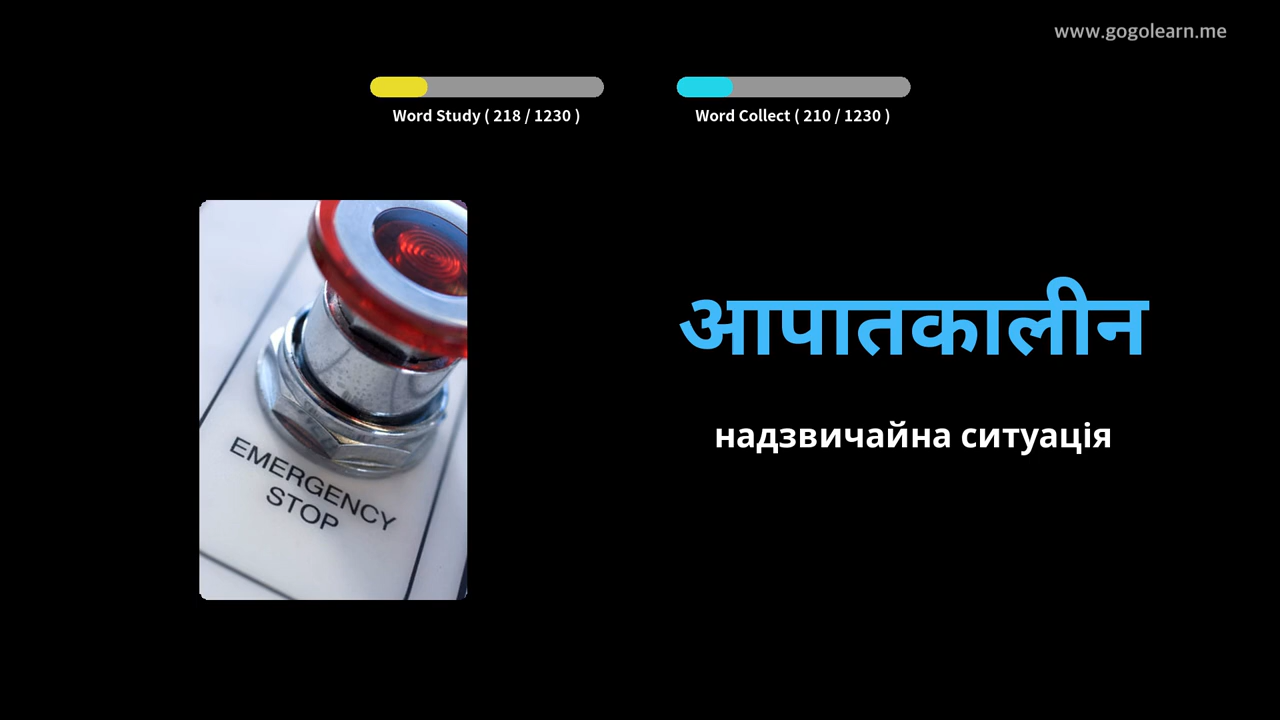 www.gogolearn.me
Word Study ( 218 / 1230 )
Word Collect ( 210 / 1230 )
EMERGENCY
STOP
आपातकालीन
надзвичайна ситуація